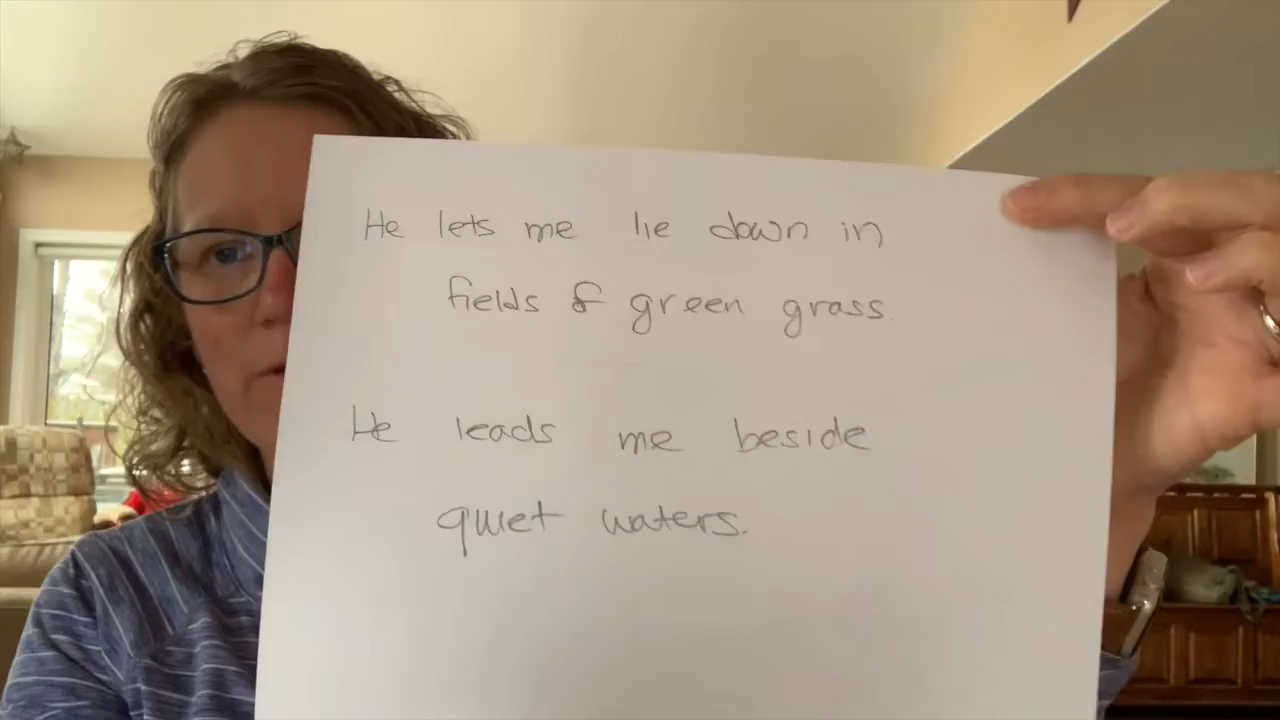 He lets me lie down in
fields of green grass.
He leads me beside
quiet waters.